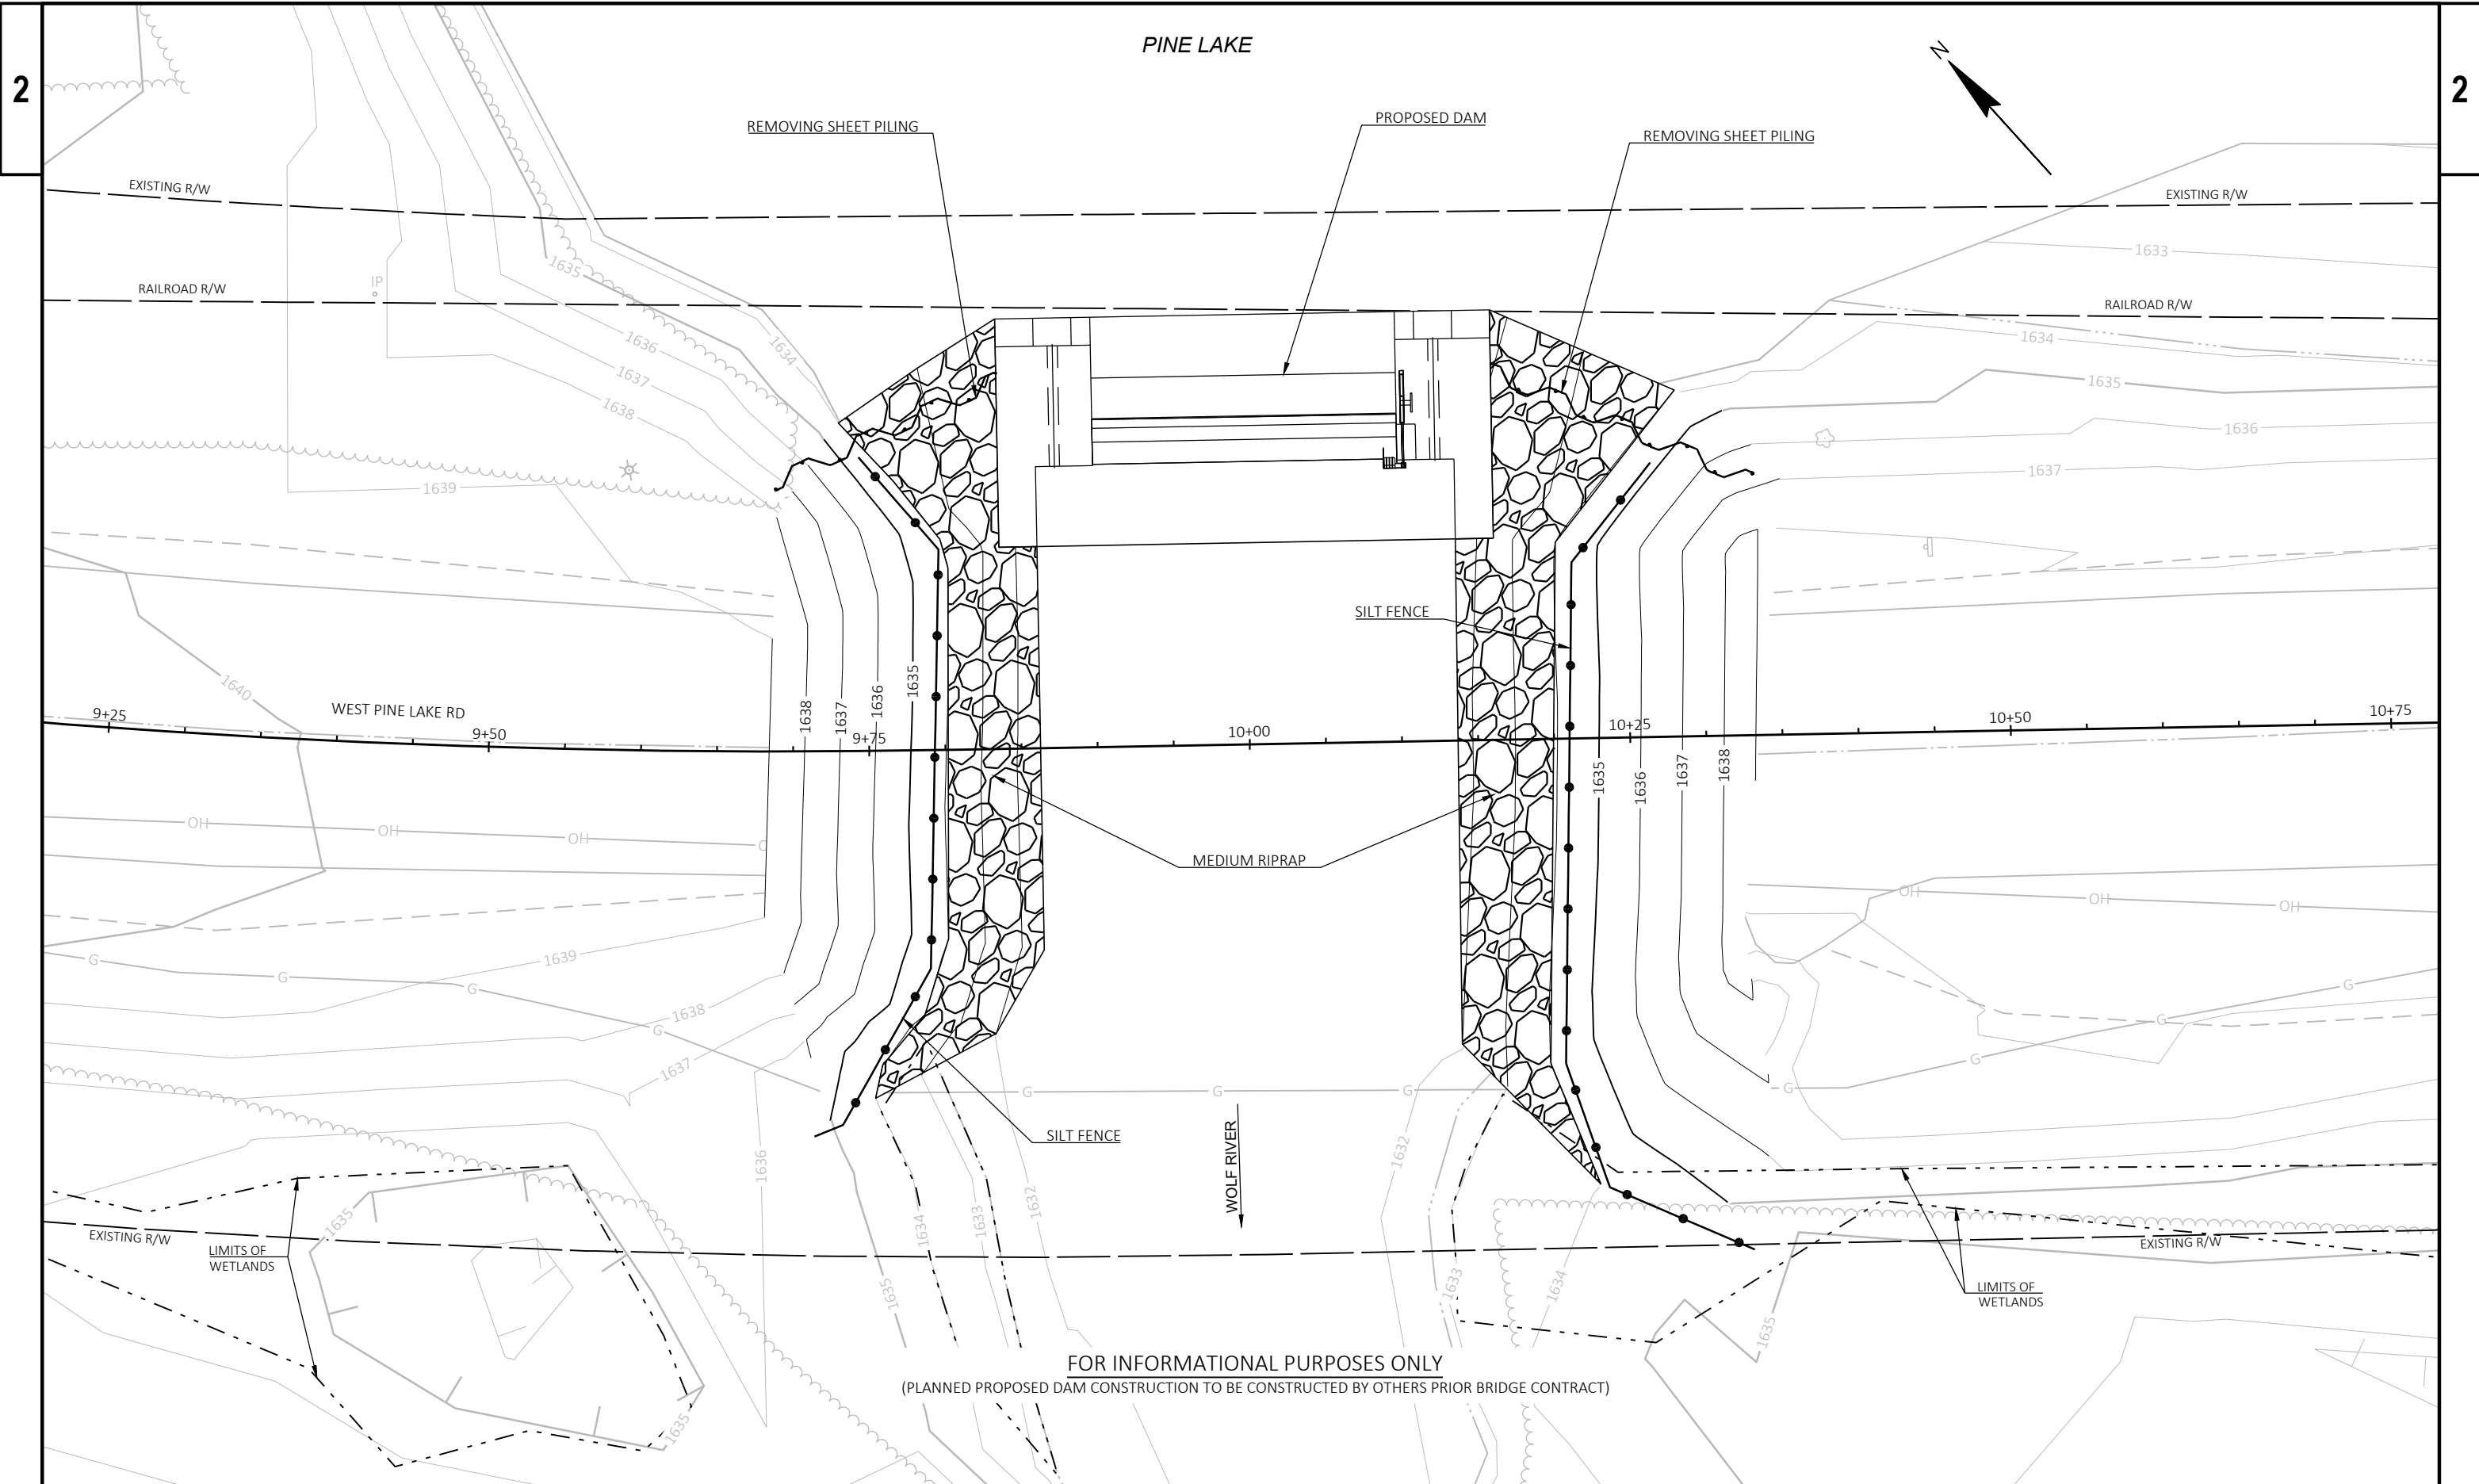 PINE LAKE
N
2
2
REMOVING SHEET PILING
PROPOSED DAM
REMOVING SHEET PILING
EXISTING R/W
EXISTING R/W
1633
1635
IP
RAILROAD R/W
RAILROAD R/W
1634
1636
1634
1637
1635
1638
1636
1639
1637
SILT FENCE
1640
1635
1636
1637
1638
WEST PINE LAKE RD
9+25
9+50
9+75
10+00
10+25
10+50
10+75
1635
1636
1637
1638
OH
OH
OH
MEDIUM RIPRAP
OH
OH
OH
G
G
G
1639
G
1638
G
G
G
1637
G
G
G
G
SILT FENCE
WOLF RIVER
1636
1632
1632
1633
1634
1635
EXISTING R/W
LIMITS OF
WETLANDS
1635
1633
1634
EXISTING R/W
LIMITS OF
WETLANDS
1635
FOR INFORMATIONAL PURPOSES ONLY
(PLANNED PROPOSED DAM CONSTRUCTION TO BE CONSTRUCTED BY OTHERS PRIOR BRIDGE CONTRACT)
1635